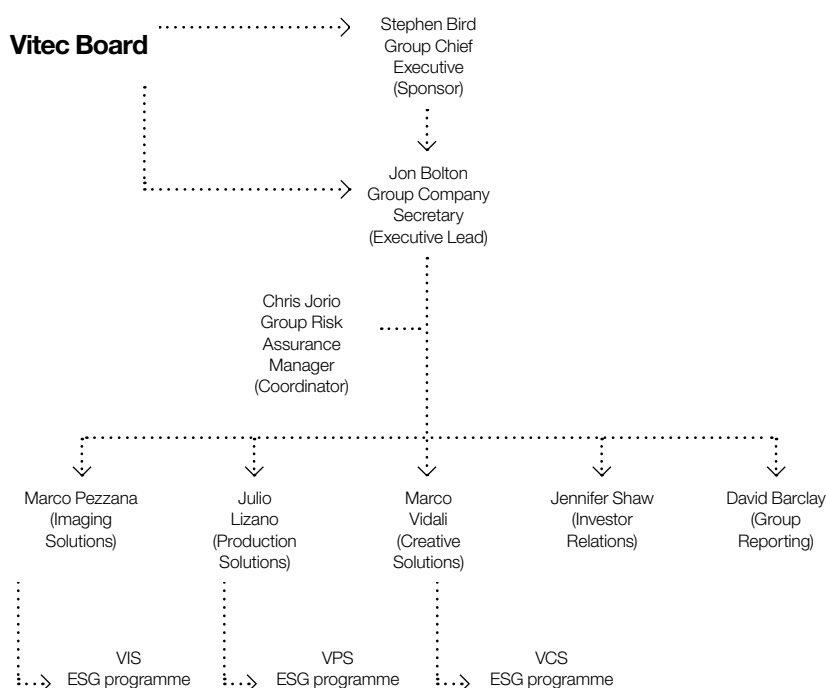 Vitec Board
Stephen Bird
Group Chief
Executive
(Sponsor)
Jon Bolton
Group Company
Secretary
(Executive Lead)
Chris Jorio
Group Risk
Assurance
Manager
(Coordinator)
Marco Pezzana
(Imaging
Solutions)
Julio
Lizano
(Production
Solutions)
Marco
Vidali
(Creative
Solutions)
Jennifer Shaw
(Investor
Relations)
David Barclay
(Group
Reporting)
VIS
ESG programme
VPS
ESG programme
VCS
ESG programme